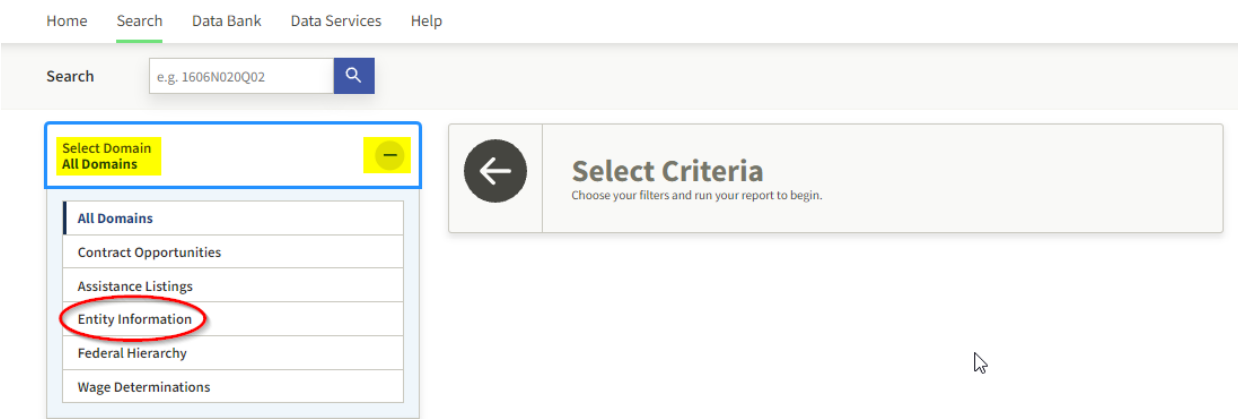 Home Search Data Bank Data Services Help
Search e.g. 1606N020Q02
Select Domain
All Domains
All Domains
Contract Opportunities
Assistance Listings
Entity Information
Federal Hierarchy
Wage Determinations
Select Criteria
Choose your filters and run your report to begin.